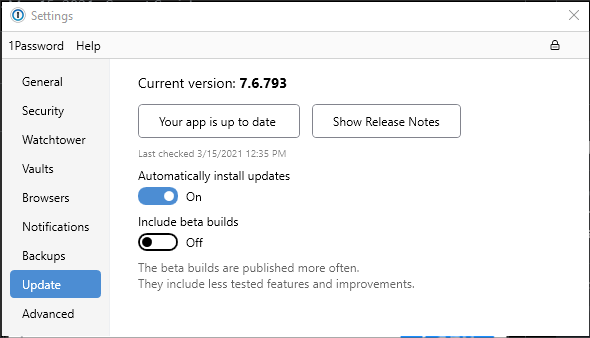 Settings
1Password Help
General
Security
Watchtower
Vaults
Browsers
Notifications
Backups
Update
Advanced
Current version: 7.6.793
Your app is up to date
Show Release Notes
Last checked 3/15/2021 12:35 PM
Automatically install updates
On
Include beta builds
Off
The beta builds are published more often.
They include less tested features and improvements.